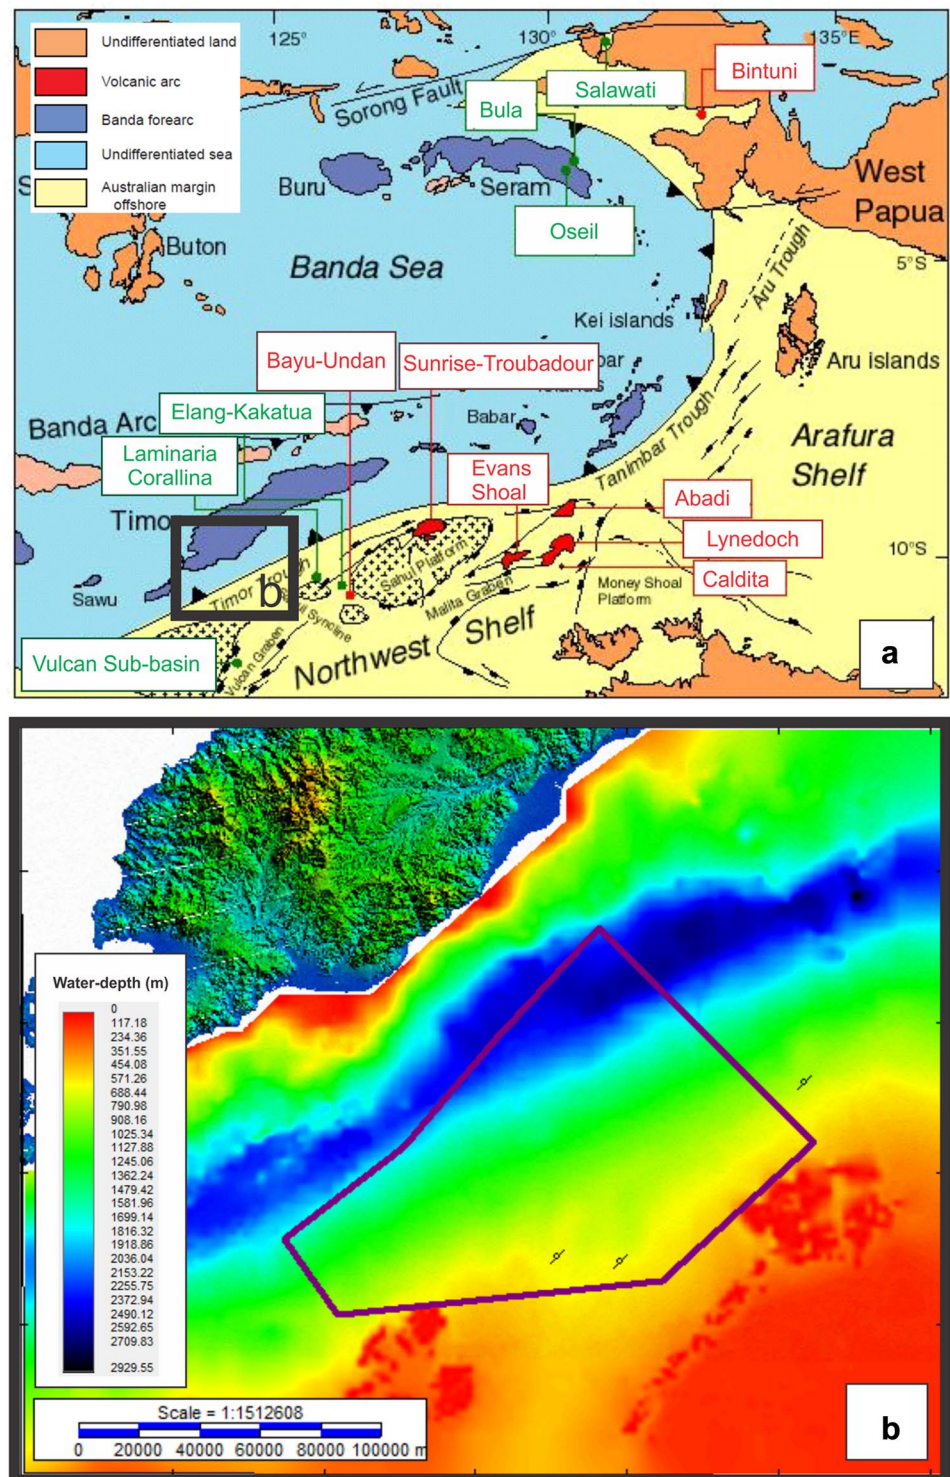 Undifferentiated land
Volcanic arc
Banda forearc
Undifferentiated sea
Australian margin
offshore
125°
130°
135°E
Sorong Fault
Salawati
Bintuni
Bula
Buru
Seram
Oseil
West
Papua
Buton
Banda Sea
5°S
Aru Trough
Kei islands
Bayu-Undan
Sunrise-Troubadour
Aru islands
Elang-Kakatua
Babar
Banda Arc
Laminaria
Corallina
Tanimbar Trough
Arafura
Shelf
Evans
Shoal
Abadi
Timo
Lynedoch
10°S
Sahul Platform
Caldita
Sawu
Timor Trough
b
Malita Graben
Money Shoal
Platform
Syncline
Northwest Shelf
Vulcan Sub-basin
Vulcan Graben
a
Water-depth (m)
0
117.18
234.36
351.55
454.08
571.26
688.44
790.98
908.16
1025.34
1127.88
1245.06
1362.24
1479.42
1581.96
1699.14
1816.32
1918.86
2036.04
2153.22
2255.75
2372.94
2490.12
2592.65
2709.83
2929.55
Scale = 1:1512608
0 20000 40000 60000 80000 100000 m
b